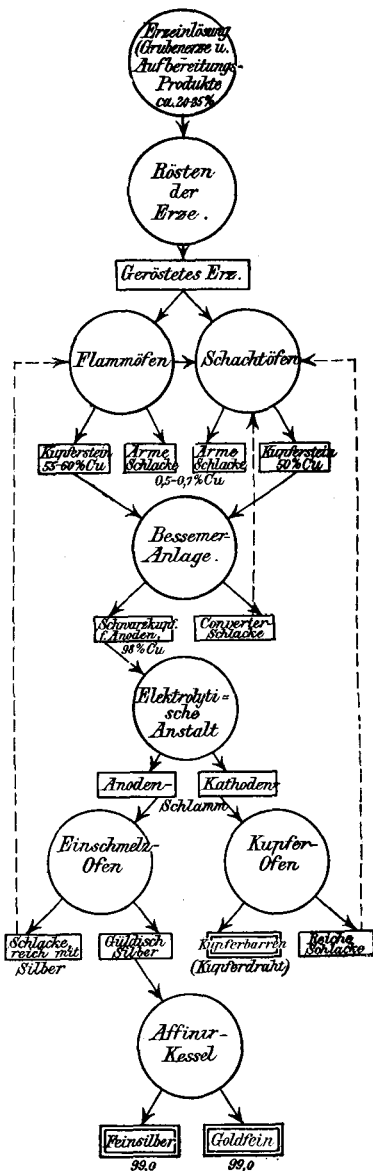 Erzeinlösung
(Grubenerze u.
Aufbereitungs-
Produkte
ca. 20-35%
Rösten
der
Erze.
Geröstetes Erz.
Flammöfen
Schachtöfen
Kupferstein
55-60% Cu
Arme
Schlacke
Arme
Schlacke
0,5-0,7% Cu
Kupferstein
50% Cu
Bessemer-
Anlage.
Schwarzkupf.
f. Anoden,
98% Cu
Converter-
Schlacke
Elektrolyti=
sche
Anstalt
Anoden-
Kathoden-
Schlamm
Einschmelz-
Ofen
Kupfer-
Ofen
Schlacke,
reich mit
Silber
Güldisch
Silber
Kupferbarren
(Kupferdraht)
Reiche
Schlacke
Affinir-
Kessel
Feinsilber
99.0
Goldfein
99,0